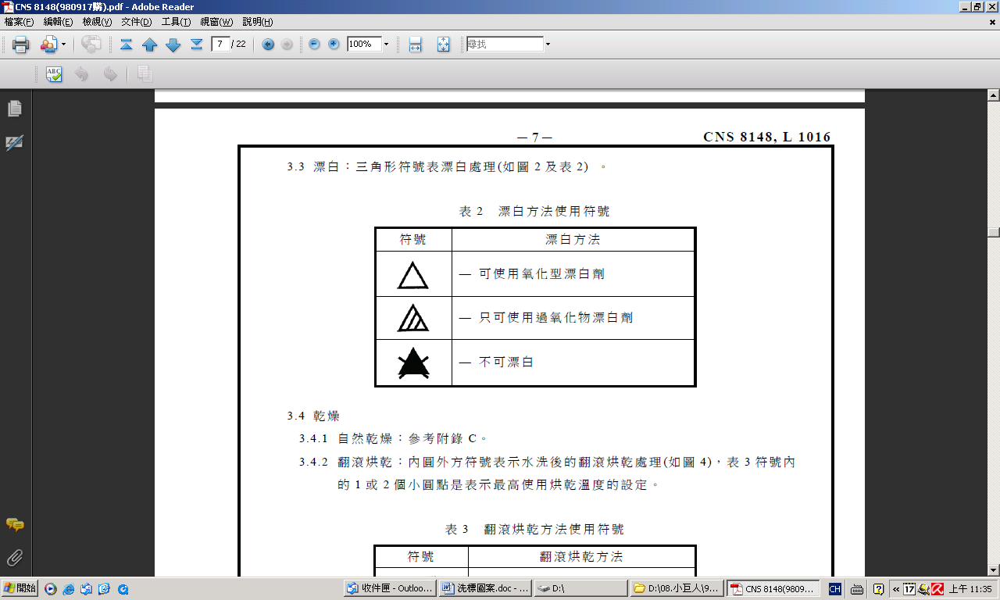 CNS 8148(980917購).pdf - Adobe Reader
檔案(F) 編輯(E) 檢視(V) 文件(D) 工具(T) 視窗(W) 說明(H)
7 / 22 100% 尋找
ABC
— 7 — CNS 8148, L 1016
3.3 漂白：三角形符號表漂白處理(如圖 2 及表 2) 。
表 2 漂白方法使用符號
符號 漂白方法
— 可使用氧化型漂白劑
— 只可使用過氧化物漂白劑
— 不可漂白
3.4 乾燥
3.4.1 自然乾燥：參考附錄 C。
3.4.2 翻滾烘乾：內圓外方符號表示水洗後的翻滾烘乾處理(如圖 4)，表 3 符號內
的 1 或 2 個小圓點是表示最高使用烘乾溫度的設定。
表 3 翻滾烘乾方法使用符號
符號 翻滾烘乾方法
開始 收件匣 - Outloo... 洗標圖案.doc - ... D:\ D:\08.小巨人\9... CNS 8148(9809... CH « 17 上午 11:35